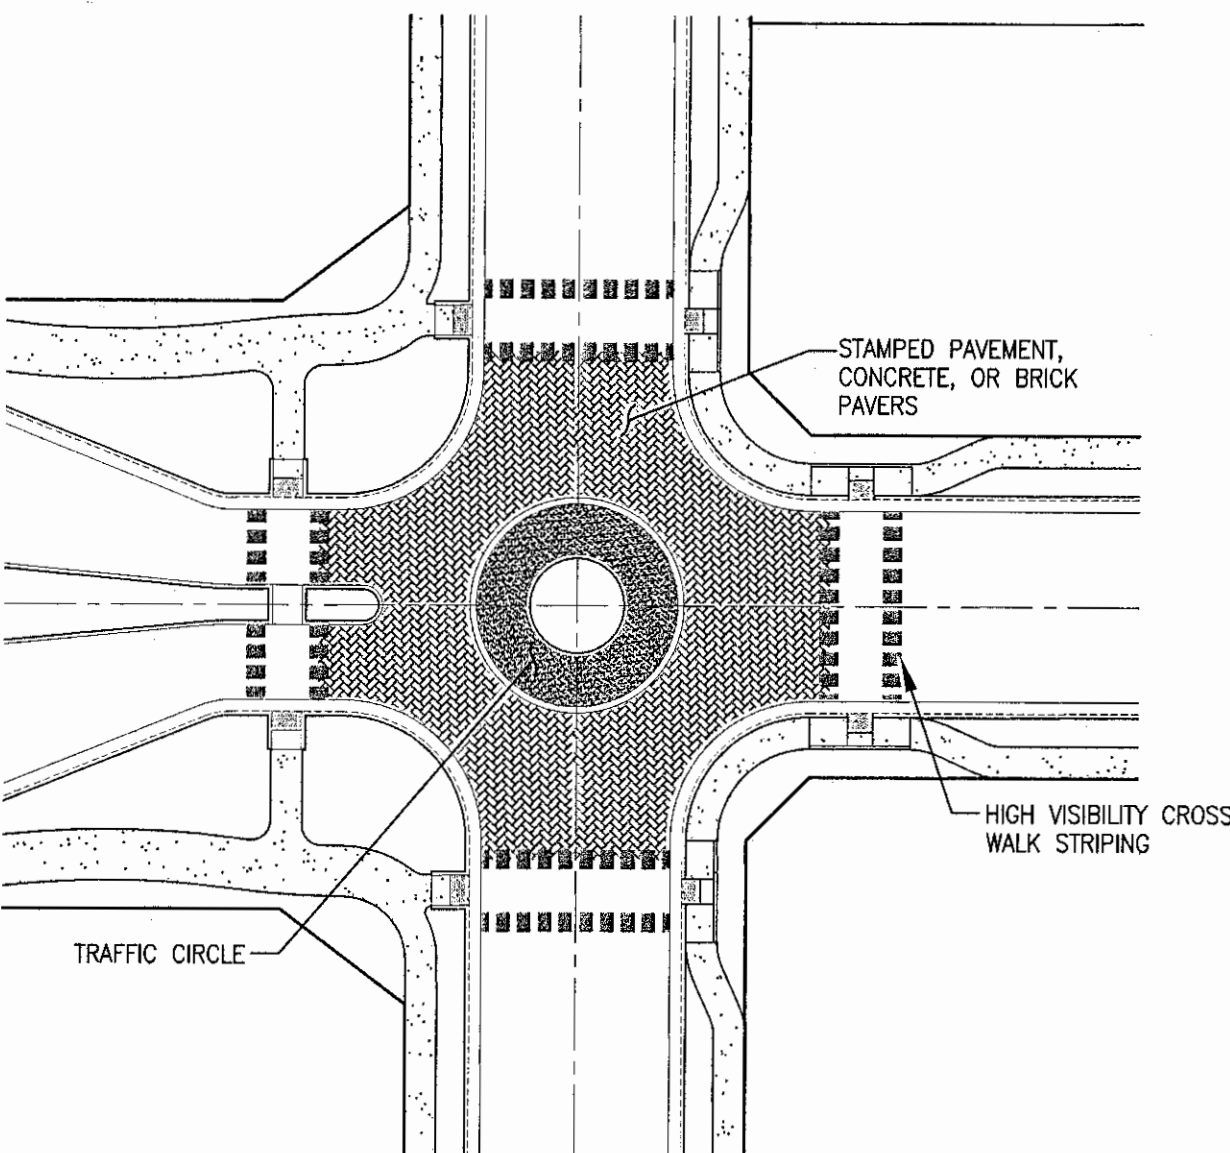 STAMPED PAVEMENT,
CONCRETE, OR BRICK
PAVERS
HIGH VISIBILITY CROSS
WALK STRIPING
TRAFFIC CIRCLE